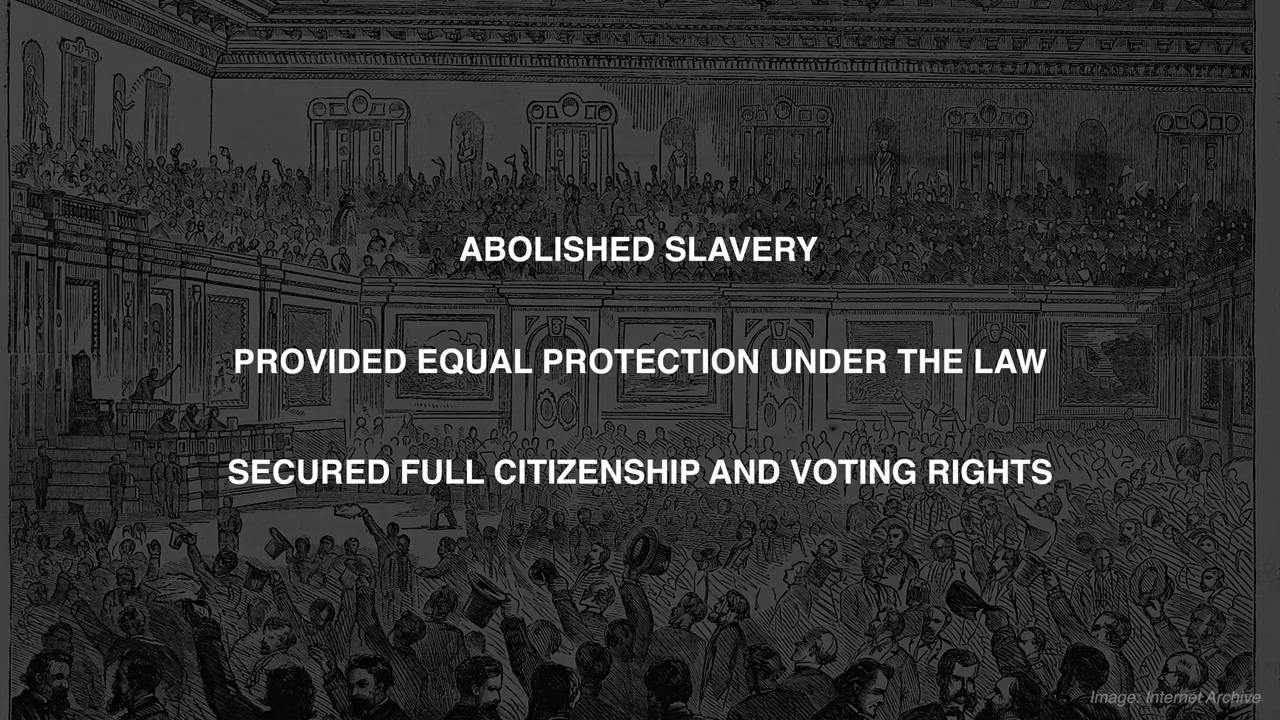 ABOLISHED SLAVERY
PROVIDED EQUAL PROTECTION UNDER THE LAW
SECURED FULL CITIZENSHIP AND VOTING RIGHTS
Image: Internet Archive